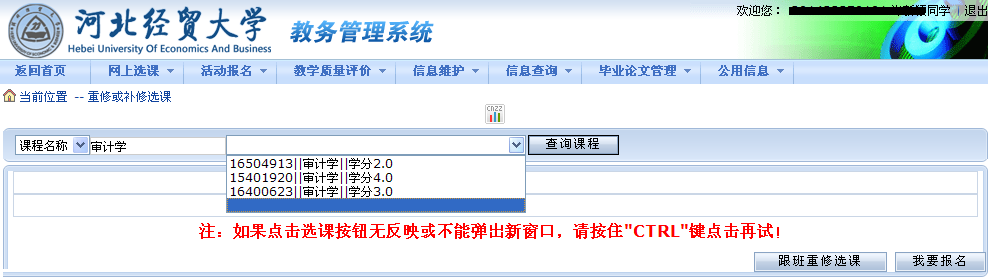 欢迎您：
同学 | 退出
河北经贸大学
Hebei University Of Economics And Business
教务管理系统
返回首页 网上选课 活动报名 教学质量评价 信息维护 信息查询 毕业论文管理 公用信息
当前位置 -- 重修或补修选课
CNZZ
课程名称 审计学 查询课程
16504913||审计学||学分2.0
15401920||审计学||学分4.0
16400623||审计学||学分3.0
注：如果点击选课按钮无反映或不能弹出新窗口，请按住"CTRL"键点击再试！
跟班重修选课 我要报名